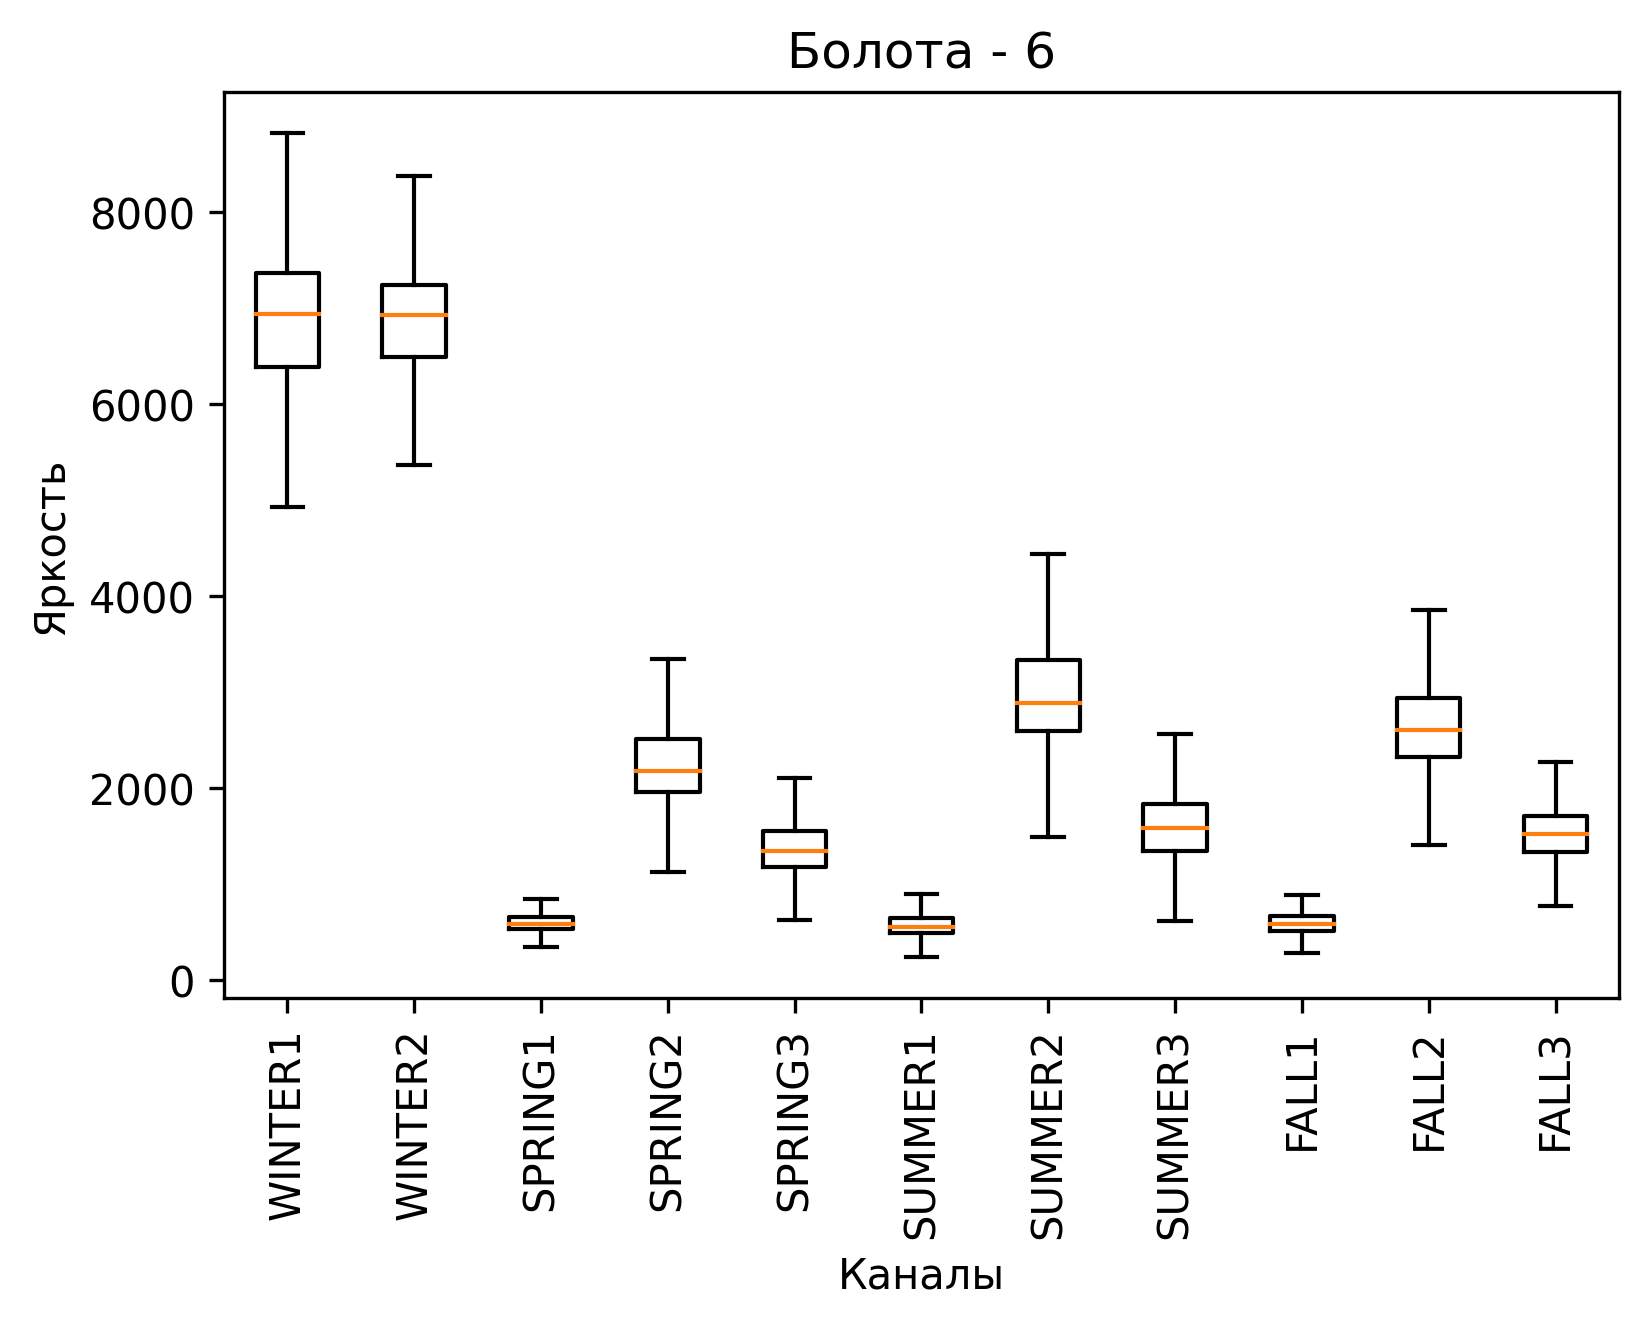 Болота - 6
Яркость
8000
6000
4000
2000
0
WINTER1
WINTER2
SPRING1
SPRING2
SPRING3
SUMMER1
SUMMER2
SUMMER3
FALL1
FALL2
FALL3
Каналы